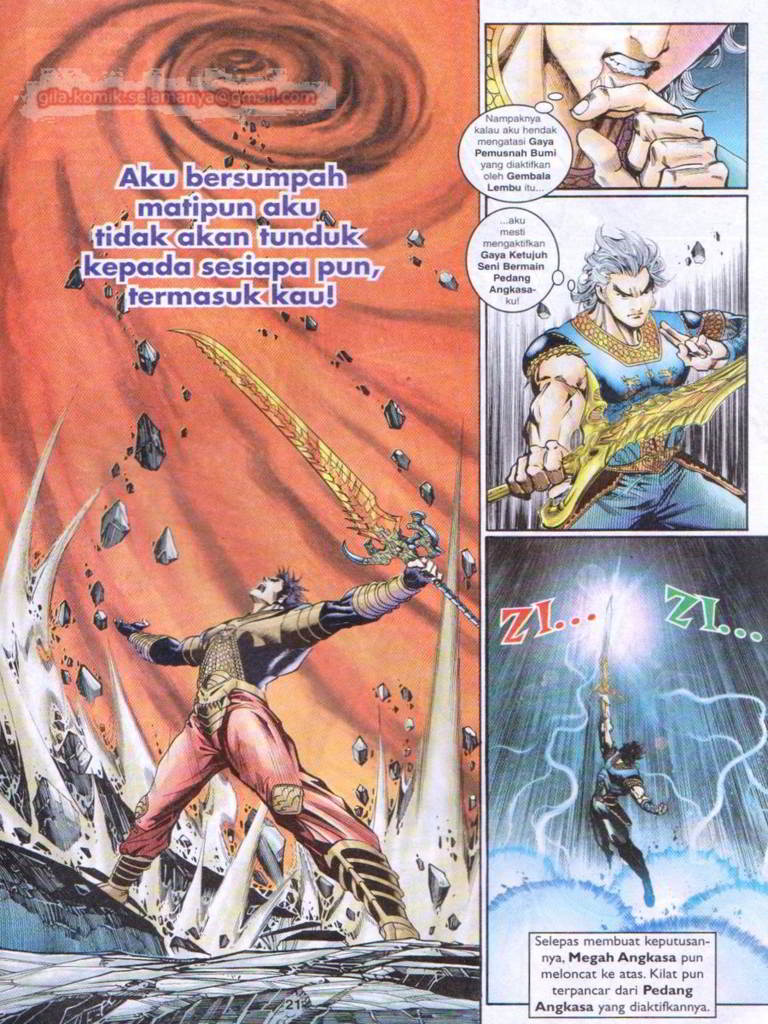 gila.komik.selamanya@gmail.com
Aku bersumpah
matipun aku
tidak akan tunduk
kepada sesiapa pun,
termasuk kau!
Nampaknya
kalau aku hendak
mengatasi Gaya
Pemusnah Bumi
yang diaktifkan
oleh Gembala
Lembu itu...
...aku
mesti
mengaktifkan
Gaya Ketujuh
Seni Bermain
Pedang
Angkasa-
ku!
ZI...
ZI...
Selepas membuat keputusan-
nya, Megah Angkasa pun
meloncat ke atas. Kilat pun
terpancar dari Pedang
Angkasa yang diaktifkannya.
21